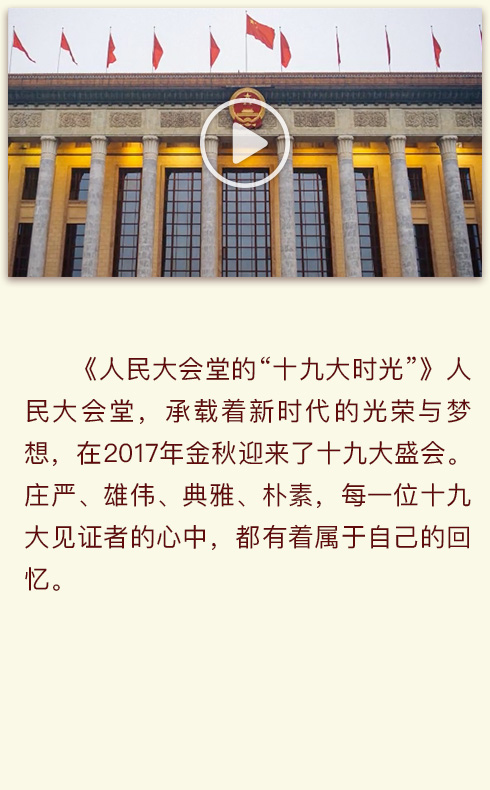 《人民大会堂的“十九大时光”》人
民大会堂，承载着新时代的光荣与梦
想，在2017年金秋迎来了十九大盛会。
庄严、雄伟、典雅、朴素，每一位十九
大见证者的心中，都有着属于自己的回
忆。